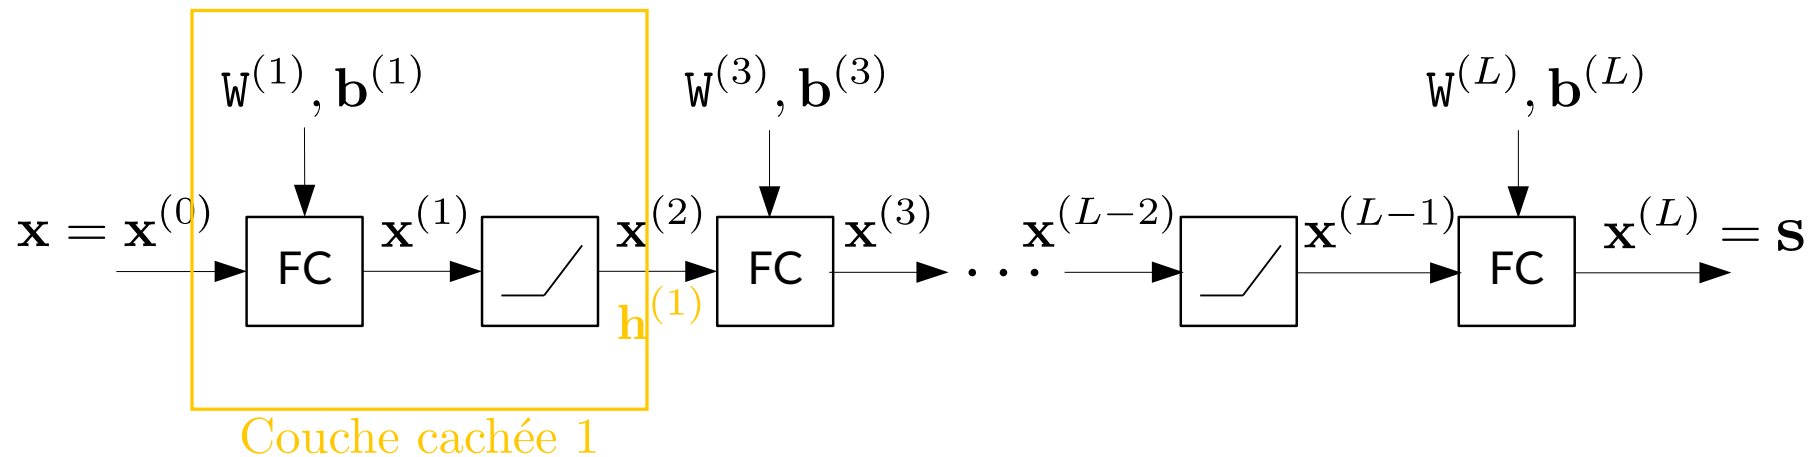 W^(1), b^(1) W^(3), b^(3) W^(L), b^(L)
x = x^(0) x^(1) x^(2) x^(3) x^(L−2) x^(L−1) x^(L) = s
FC FC ··· FC
h^(1)
Couche cachée 1